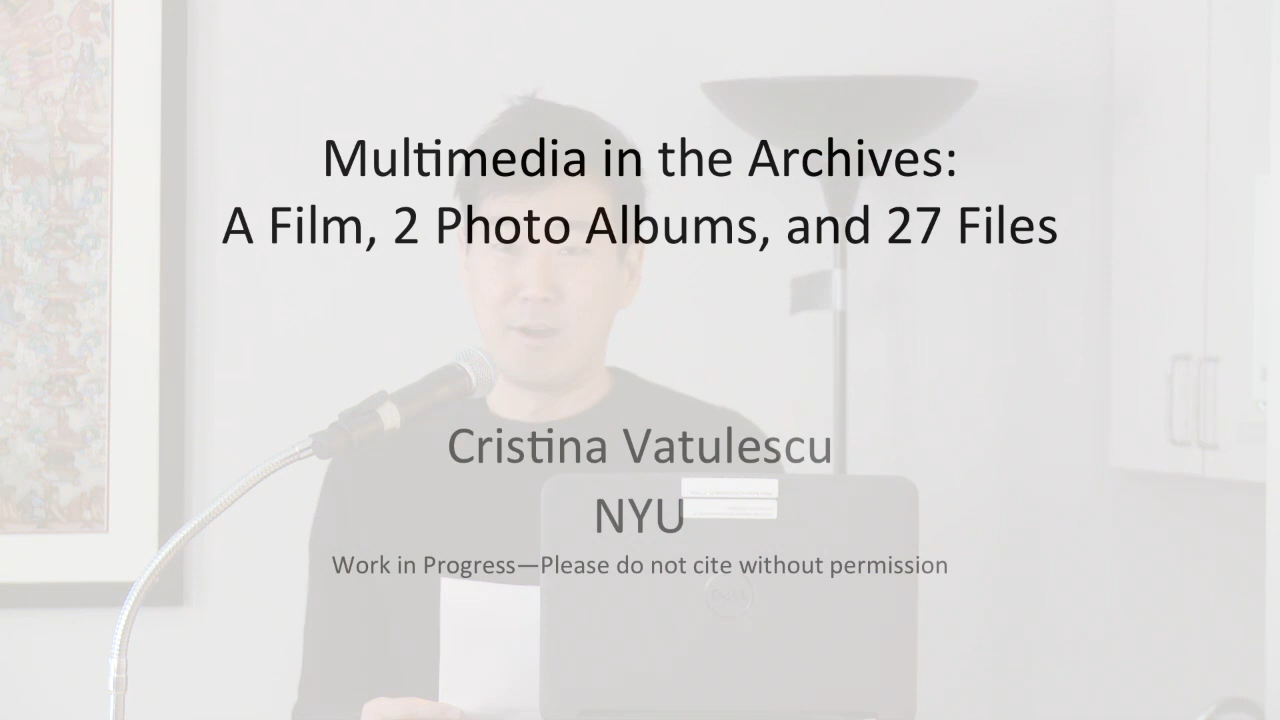 Multimedia in the Archives:
A Film, 2 Photo Albums, and 27 Files
Cristina Vatulescu
NYU
Work in Progress—Please do not cite without permission
DELL